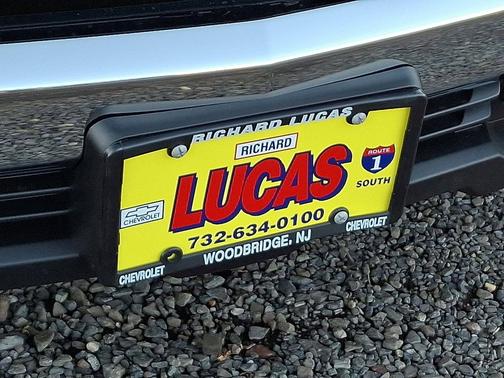 RICHARD LUCAS
RICHARD
LUCAS
ROUTE
1
SOUTH
CHEVROLET
732-634-0100
WOODBRIDGE, NJ
CHEVROLET
CHEVROLET